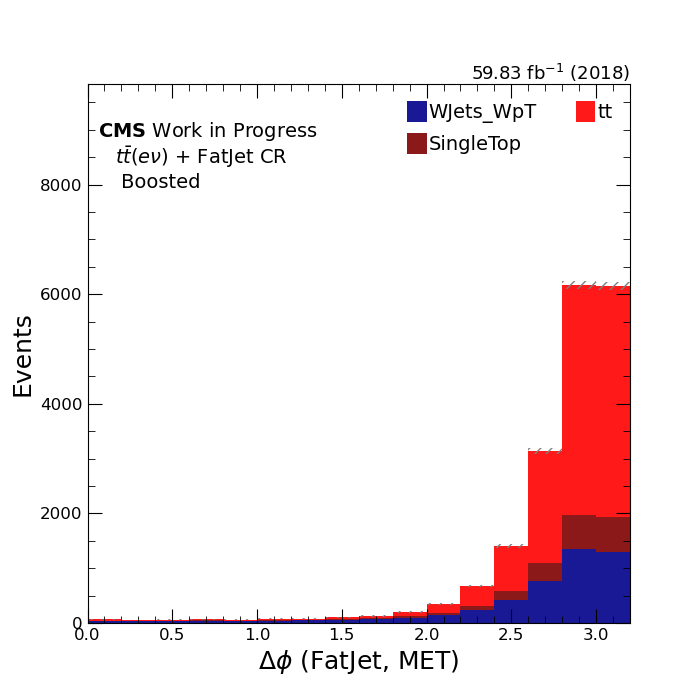 59.83 fb⁻¹ (2018)
CMS Work in Progress
tt̄(eν) + FatJet CR
Boosted
WJets_WpT
tt
SingleTop
Events
8000
6000
4000
2000
0
0.0 0.5 1.0 1.5 2.0 2.5 3.0
Δϕ (FatJet, MET)